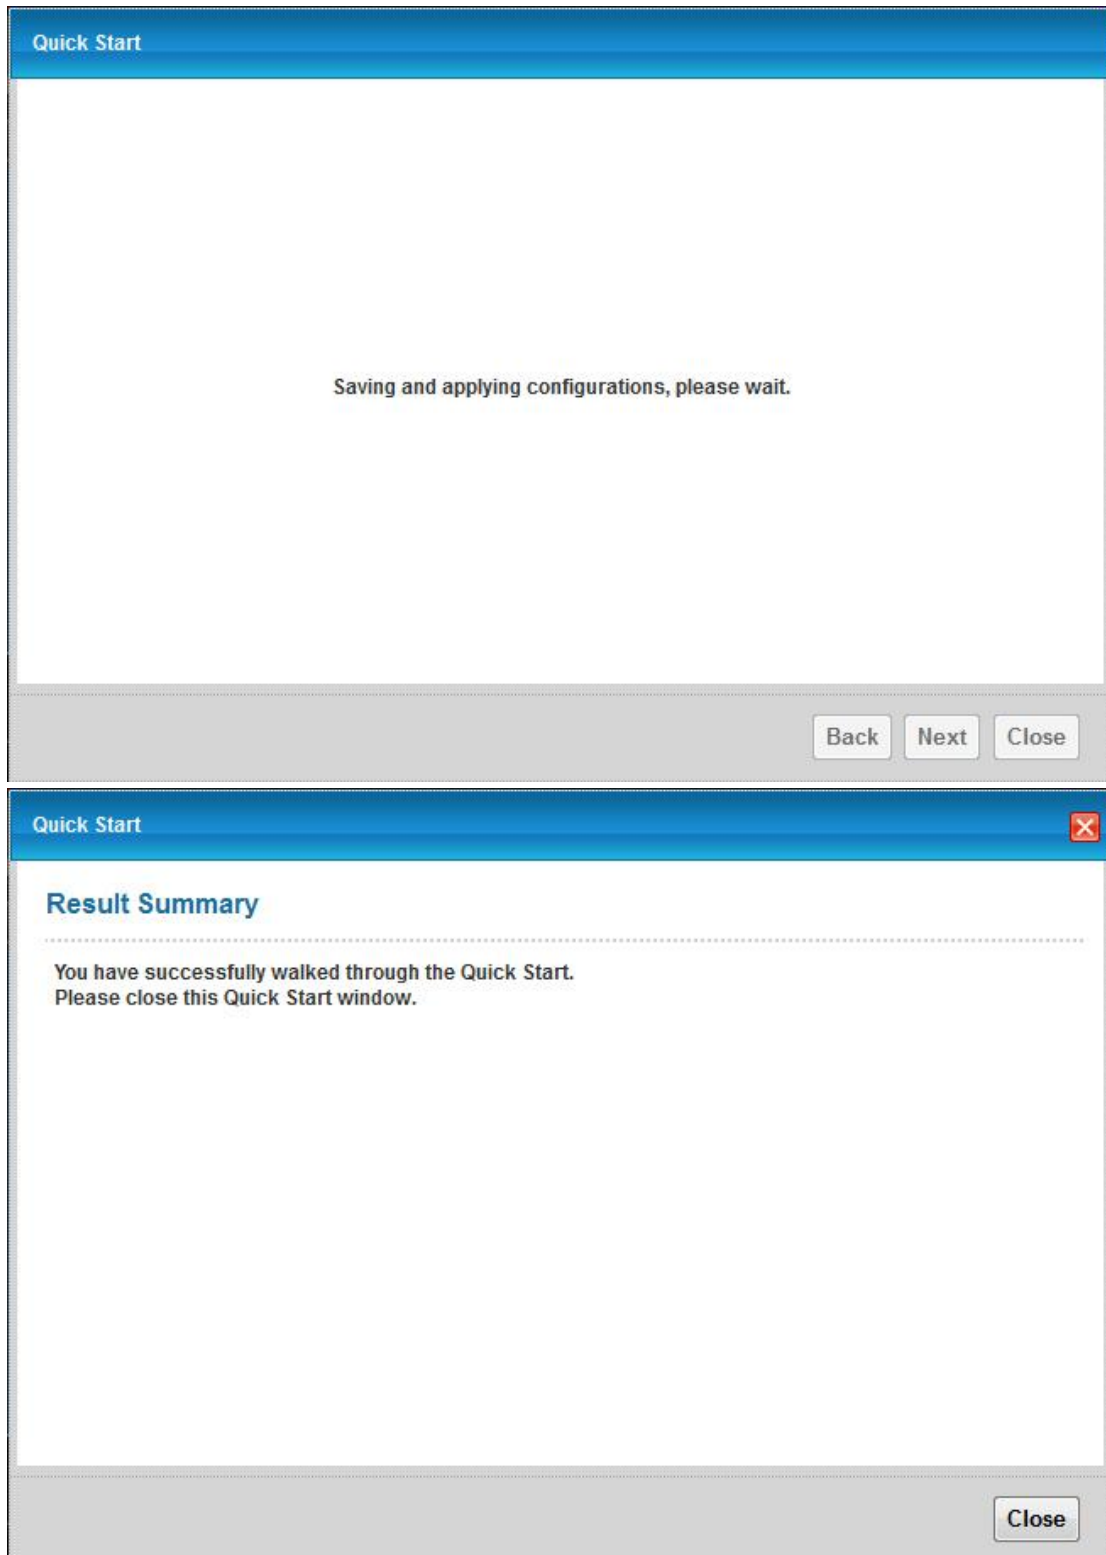 Quick Start
Saving and applying configurations, please wait.
Back Next Close
Quick Start
Result Summary
You have successfully walked through the Quick Start.
Please close this Quick Start window.
Close